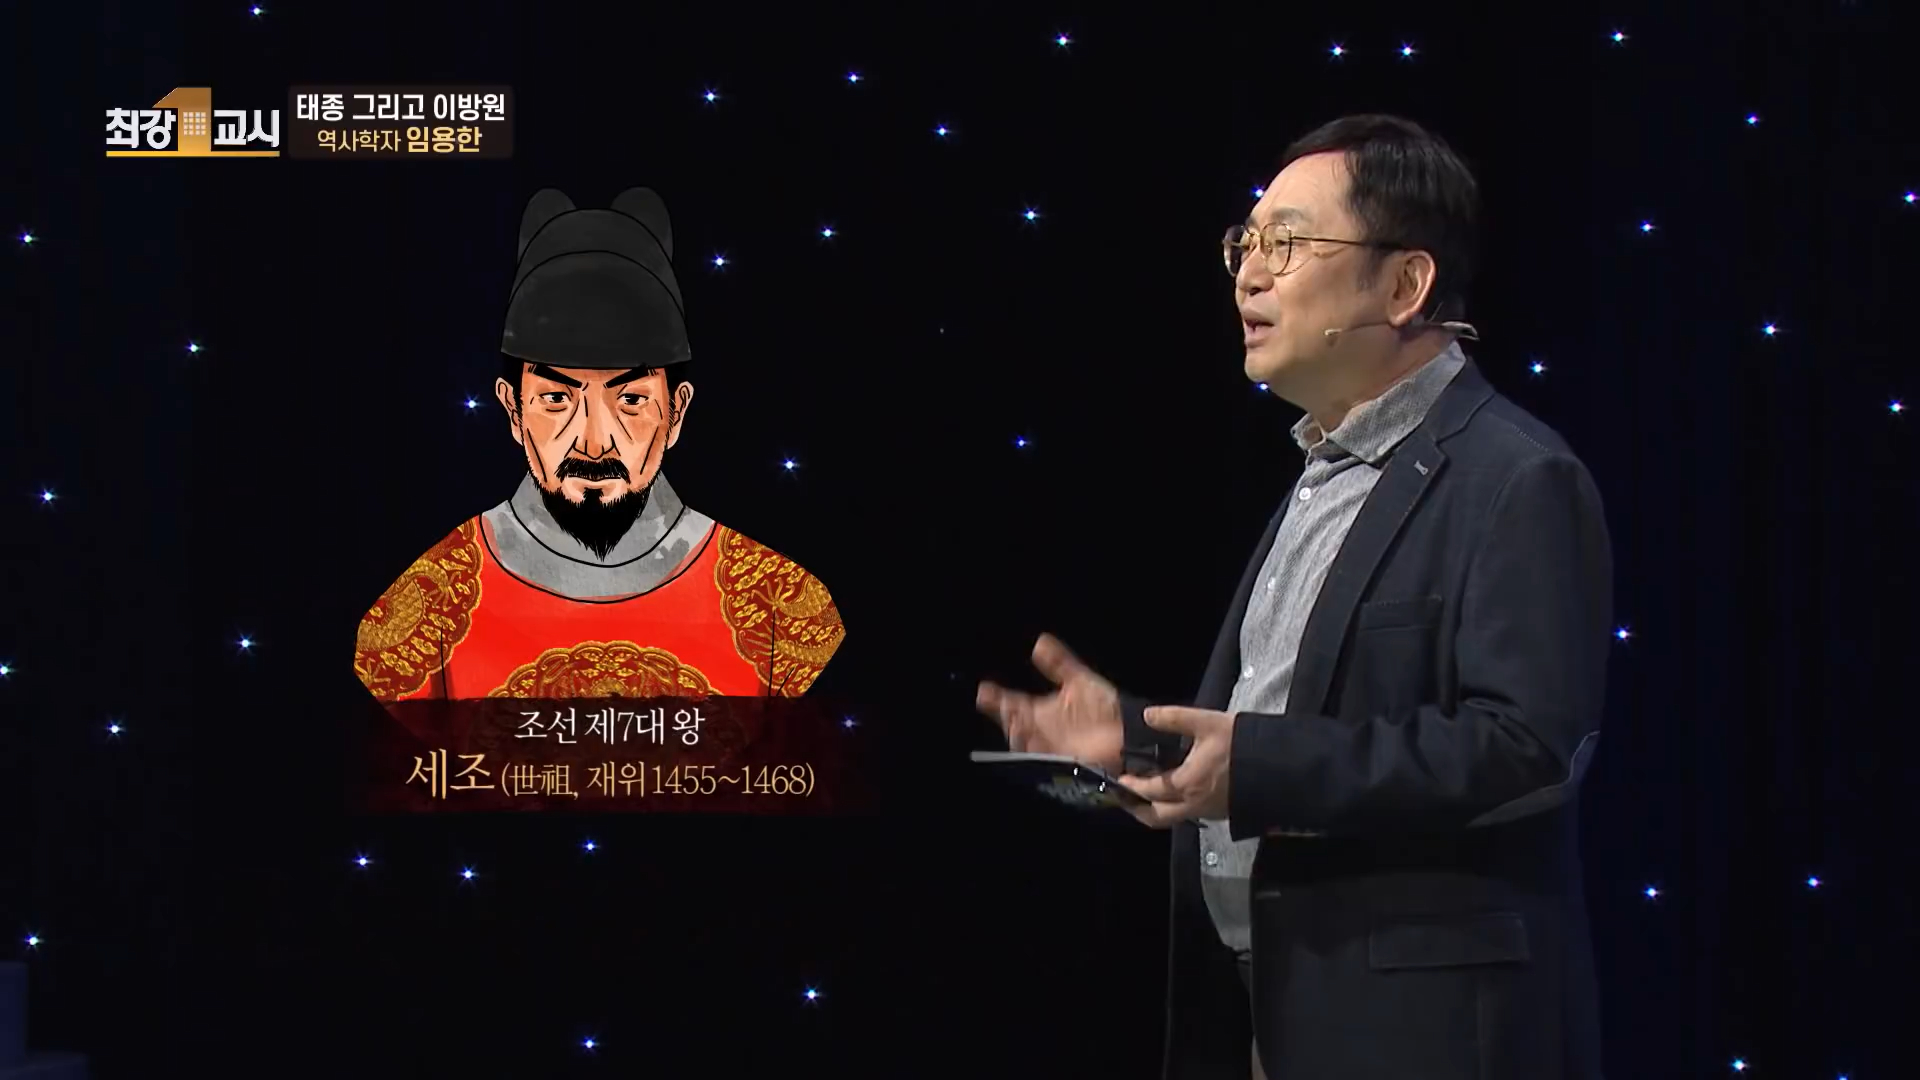 최강1교시
태종 그리고 이방원
역사학자 임용한
조선 제7대 왕
세조 (世祖, 재위 1455~1468)